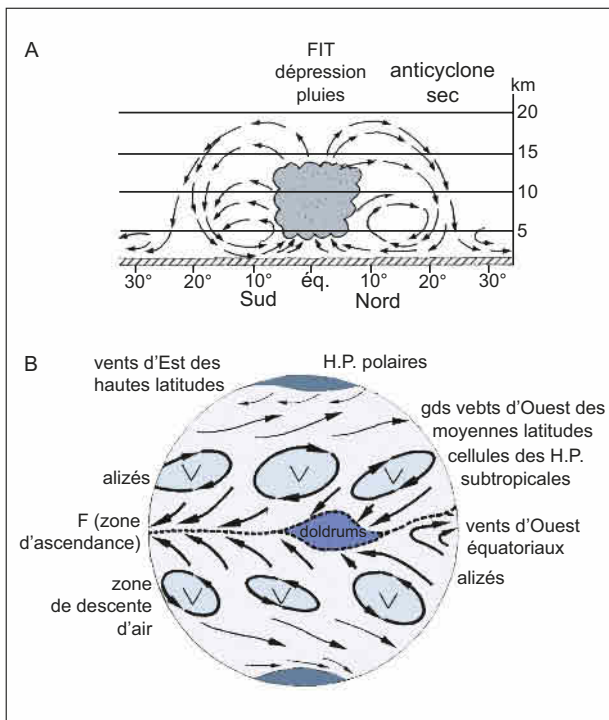 A
FIT
dépression
pluies
anticyclone
sec
km
20
15
10
5
30° 20° 10° éq. 10° 20° 30°
Sud Nord
B
vents d'Est des
hautes latitudes
H.P. polaires
gds vebts d'Ouest des
moyennes latitudes
cellules des H.P.
subtropicales
alizés
F (zone
d'ascendance)
doldrums
vents d'Ouest
équatoriaux
alizés
zone
de descente
d'air